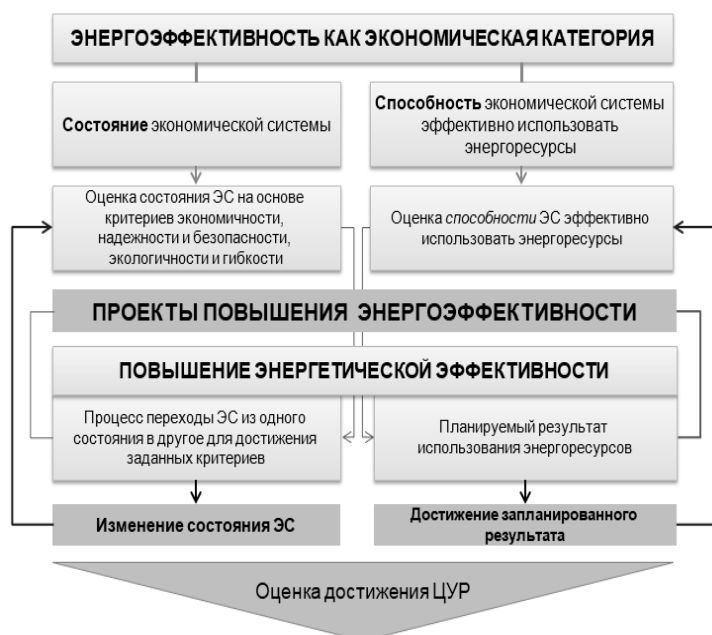 ЭНЕРГОЭФФЕКТИВНОСТЬ КАК ЭКОНОМИЧЕСКАЯ КАТЕГОРИЯ
Состояние экономической системы
Способность экономической системы
эффективно использовать
энергоресурсы
Оценка состояния ЭС на основе
критериев экономичности,
надежности и безопасности,
экологичности и гибкости
Оценка способности ЭС эффективно
использовать энергоресурсы
ПРОЕКТЫ ПОВЫШЕНИЯ ЭНЕРГОЭФФЕКТИВНОСТИ
ПОВЫШЕНИЕ ЭНЕРГЕТИЧЕСКОЙ ЭФФЕКТИВНОСТИ
Процесс переходы ЭС из одного
состояния в другое для достижения
заданных критериев
Планируемый результат
использования энергоресурсов
Изменение состояния ЭС
Достижение запланированного
результата
Оценка достижения ЦУР